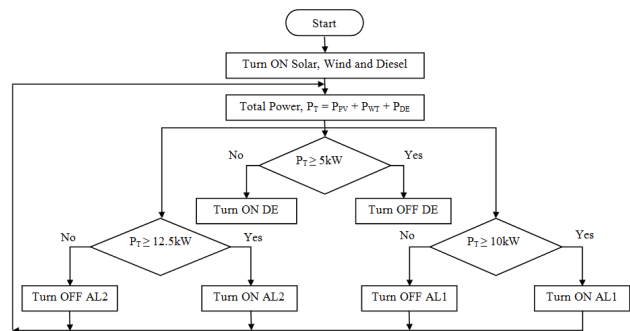 Start
Turn ON Solar, Wind and Diesel
Total Power, PT = PPV + PWT + PDE
No
PT ≥ 5kW
Yes
Turn ON DE
Turn OFF DE
No
PT ≥ 12.5kW
Yes
No
PT ≥ 10kW
Yes
Turn OFF AL2
Turn ON AL2
Turn OFF AL1
Turn ON AL1